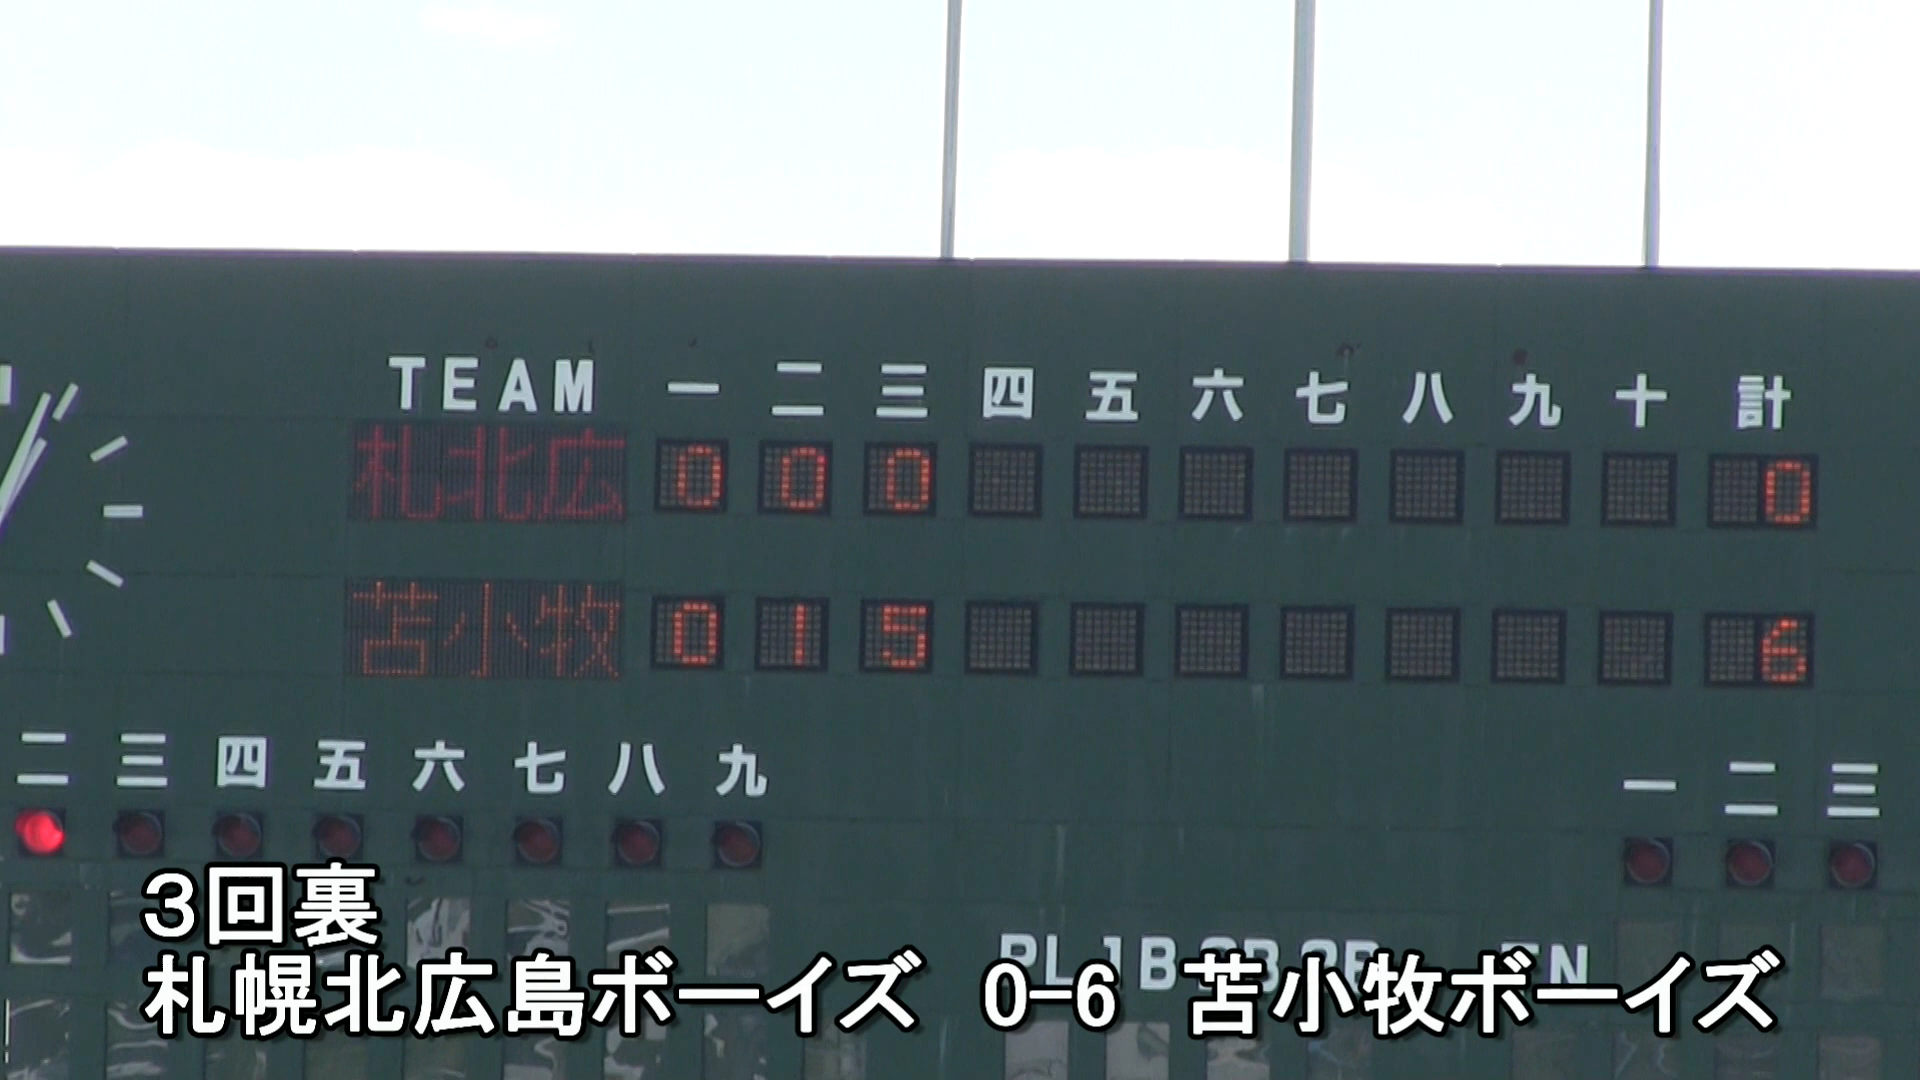 TEAM 一 二 三 四 五 六 七 八 九 十 計
札北広 0 0 0 0
苫小牧 0 1 5 6
二 三 四 五 六 七 八 九 一 二 三
3回裏
PL 1B
札幌北広島ボーイズ 0-6 苫小牧ボーイズ